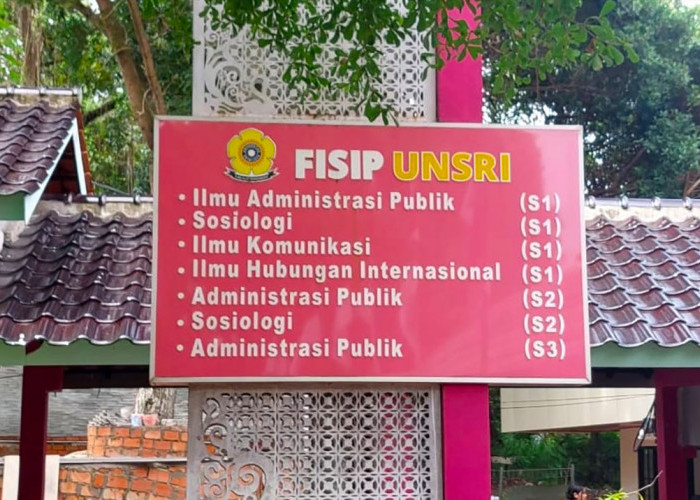 FISIP UNSRI
• Ilmu Administrasi Publik (S1)
• Sosiologi (S1)
• Ilmu Komunikasi (S1)
• Ilmu Hubungan Internasional (S1)
• Administrasi Publik (S2)
• Sosiologi (S2)
• Administrasi Publik (S3)